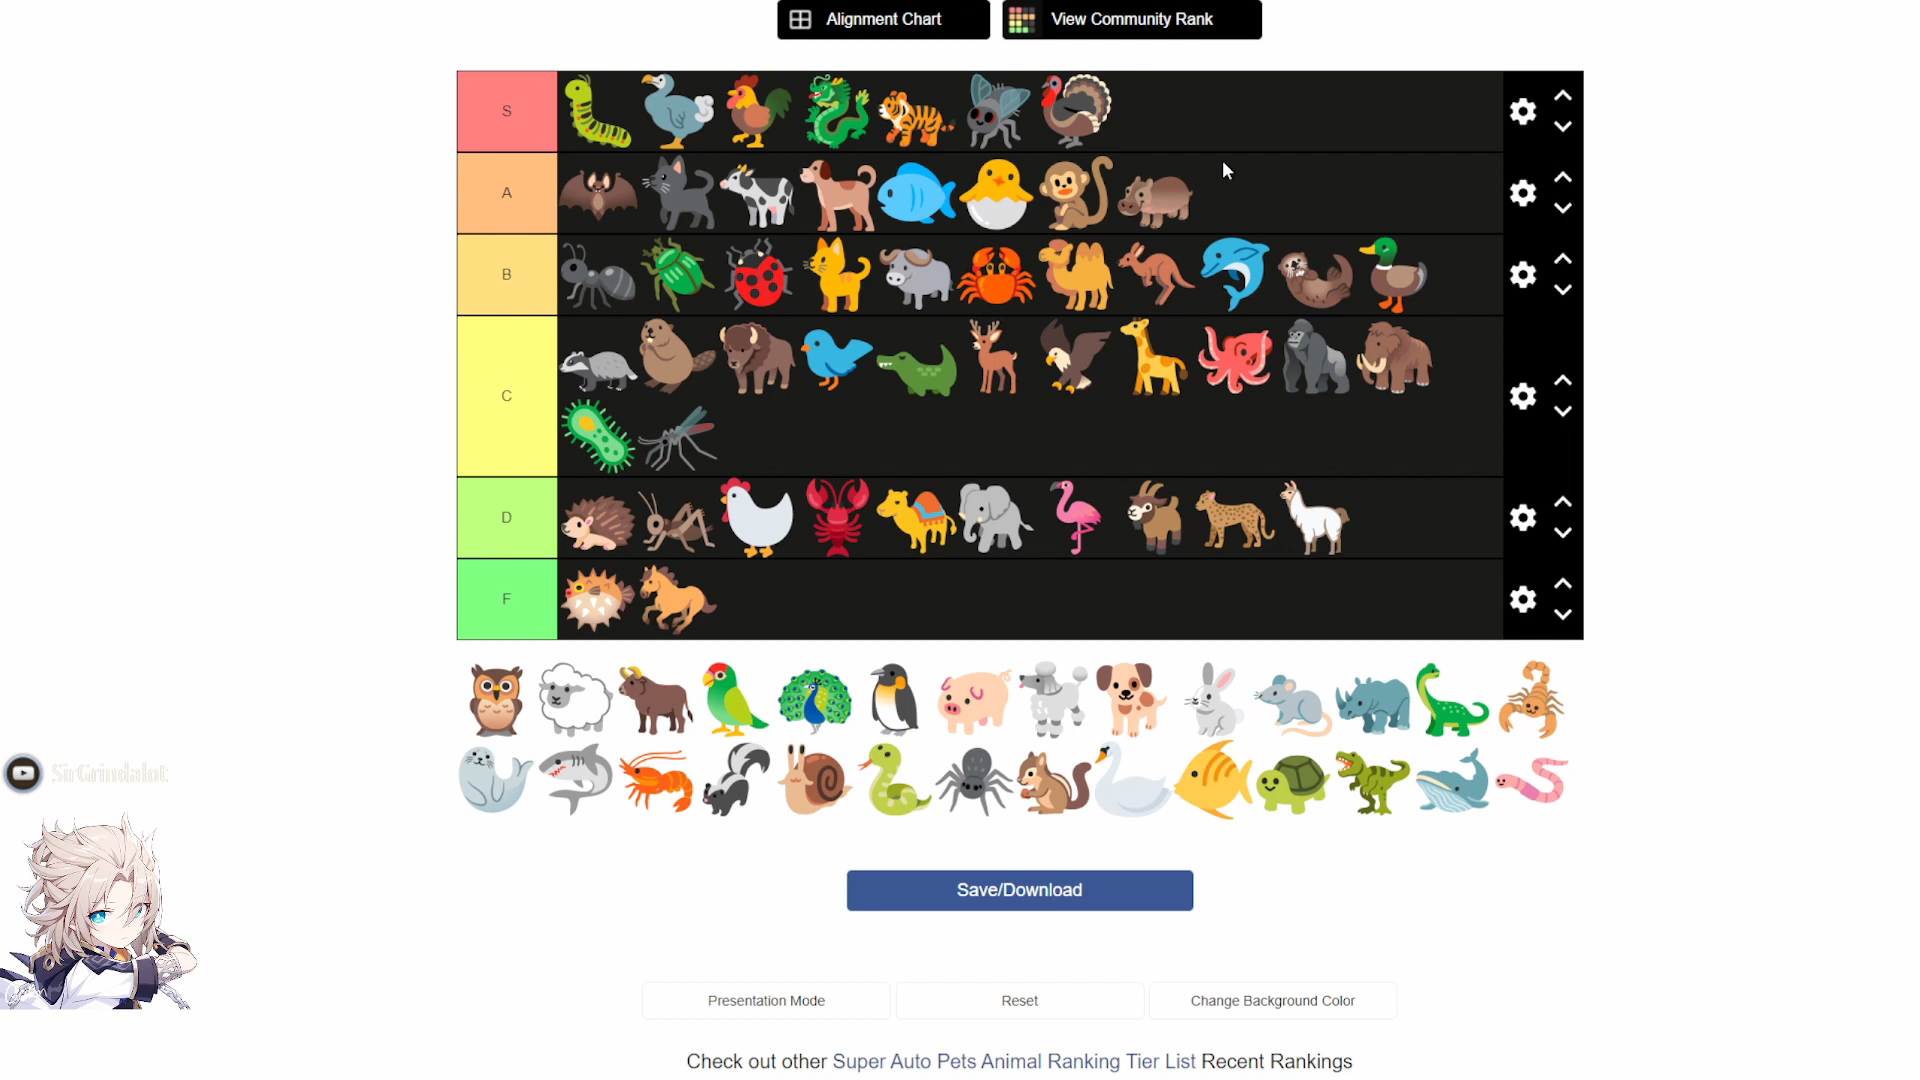 Alignment Chart
View Community Rank
S
A
B
C
D
F
SirGrindalot
Save/Download
Presentation Mode
Reset
Change Background Color
Check out other Super Auto Pets Animal Ranking Tier List Recent Rankings